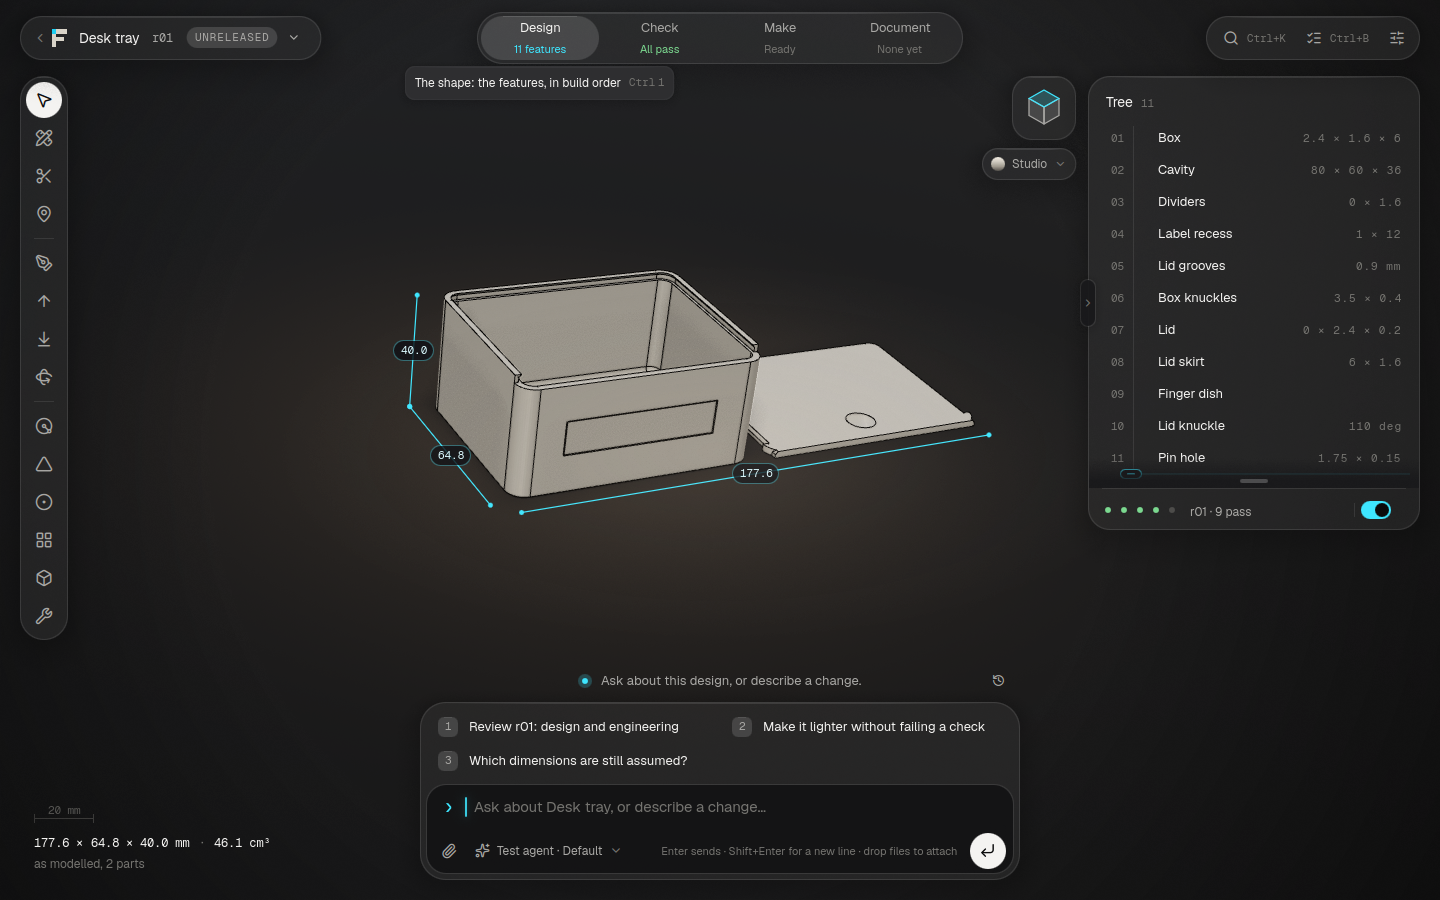 Desk tray r01 UNRELEASED
Design
11 features
Check
All pass
Make
Ready
Document
None yet
Ctrl+K
Ctrl+B
The shape: the features, in build order Ctrl 1
Studio
Tree 11
01 Box 2.4 × 1.6 × 6
02 Cavity 80 × 60 × 36
03 Dividers 0 × 1.6
04 Label recess 1 × 12
05 Lid grooves 0.9 mm
06 Box knuckles 3.5 × 0.4
07 Lid 0 × 2.4 × 0.2
08 Lid skirt 6 × 1.6
09 Finger dish
10 Lid knuckle 110 deg
11 Pin hole 1.75 × 0.15
r01 · 9 pass
40.0
64.8
177.6
Ask about this design, or describe a change.
1 Review r01: design and engineering
2 Make it lighter without failing a check
3 Which dimensions are still assumed?
Ask about Desk tray, or describe a change...
Test agent · Default
Enter sends · Shift+Enter for a new line · drop files to attach
20 mm
177.6 × 64.8 × 40.0 mm · 46.1 cm³
as modelled, 2 parts